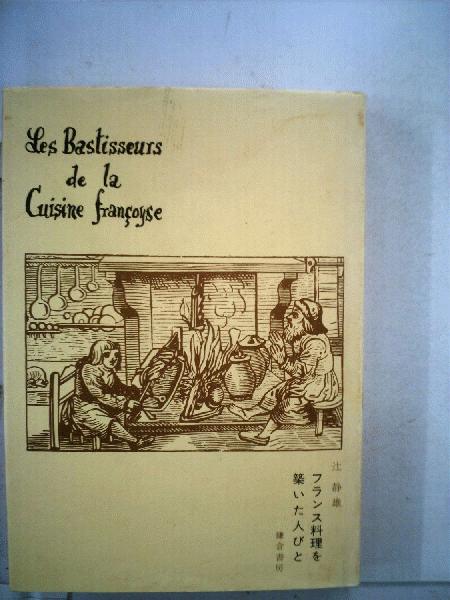 Les Bastisseurs
de la
Cuisine françoyse
辻 静雄
フランス料理を
築いた人びと
鎌倉書房